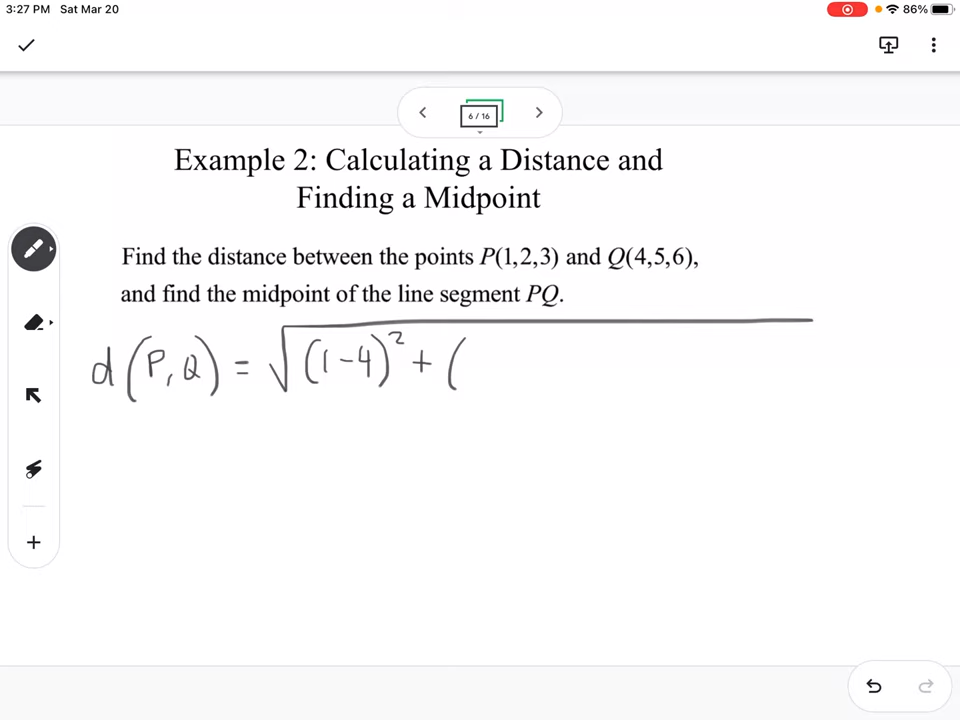 3:27 PM Sat Mar 20
86%
6 / 16
Example 2: Calculating a Distance and
Finding a Midpoint
Find the distance between the points P(1,2,3) and Q(4,5,6),
and find the midpoint of the line segment PQ.
d(P, Q) = √(1-4)² + (